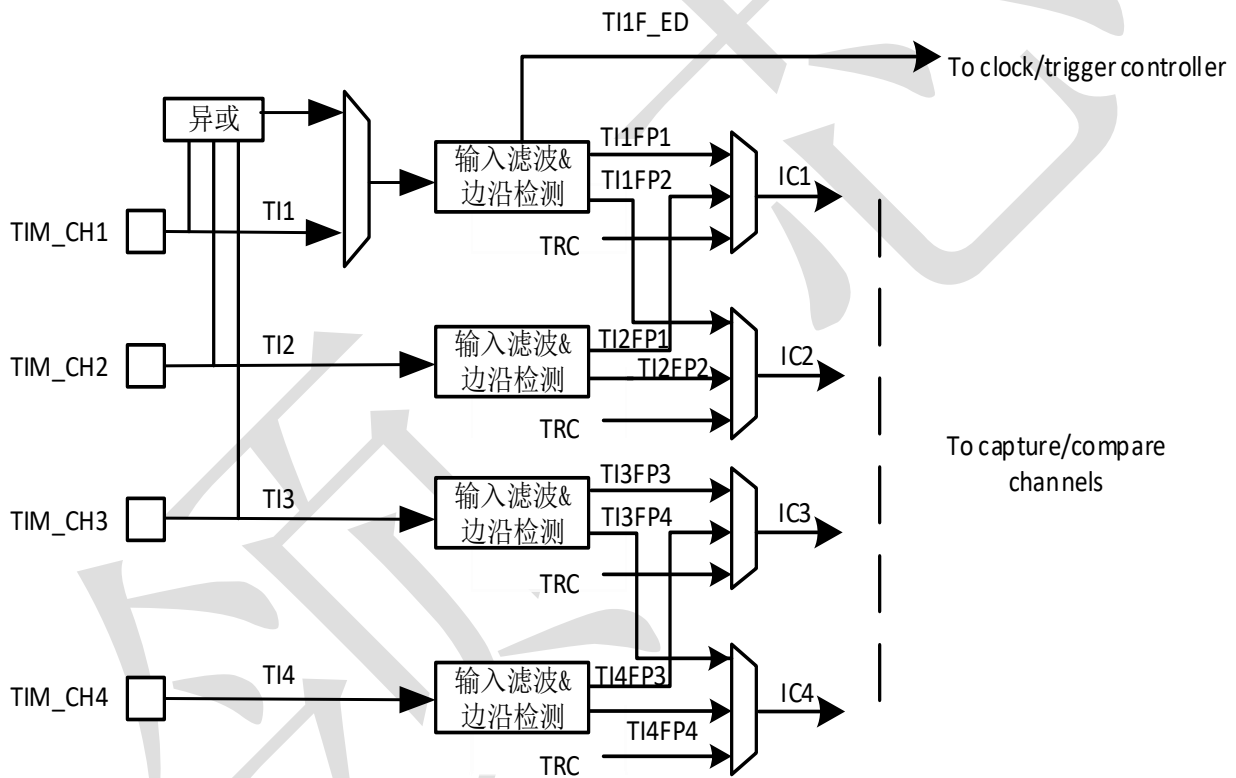 TI1F_ED
To clock/trigger controller
异或
TI1FP1
输入滤波&
边沿检测
TI1FP2
IC1
TI1
TIM_CH1
TRC
TI2FP1
输入滤波&
边沿检测
TI2
TIM_CH2
TI2FP2
IC2
TRC
To capture/compare
channels
TI3FP3
输入滤波&
边沿检测
TI3
TIM_CH3
TI3FP4
IC3
TRC
TI4FP3
输入滤波&
边沿检测
TI4
TIM_CH4
IC4
TI4FP4
TRC